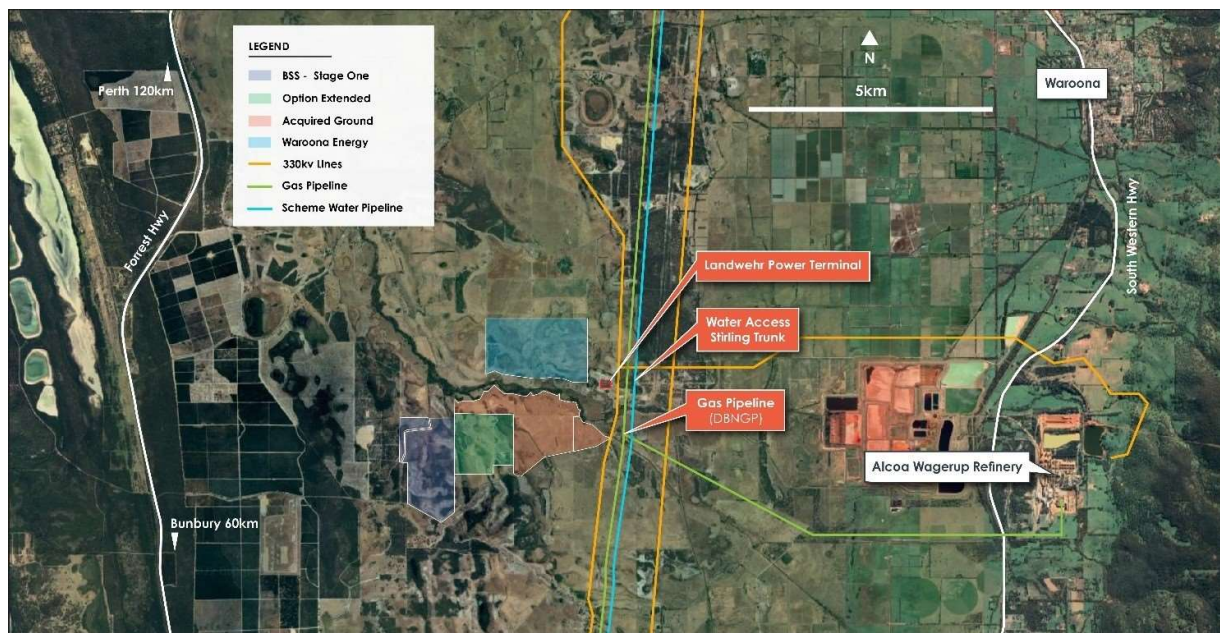 LEGEND
BSS - Stage One
Option Extended
Acquired Ground
Waroona Energy
330kv Lines
Gas Pipeline
Scheme Water Pipeline
Perth 120km
Forrest Hwy
Bunbury 60km
N
5km
Waroona
South Western Hwy
Landwehr Power Terminal
Water Access
Stirling Trunk
Gas Pipeline
(DBNGP)
Alcoa Wagerup Refinery